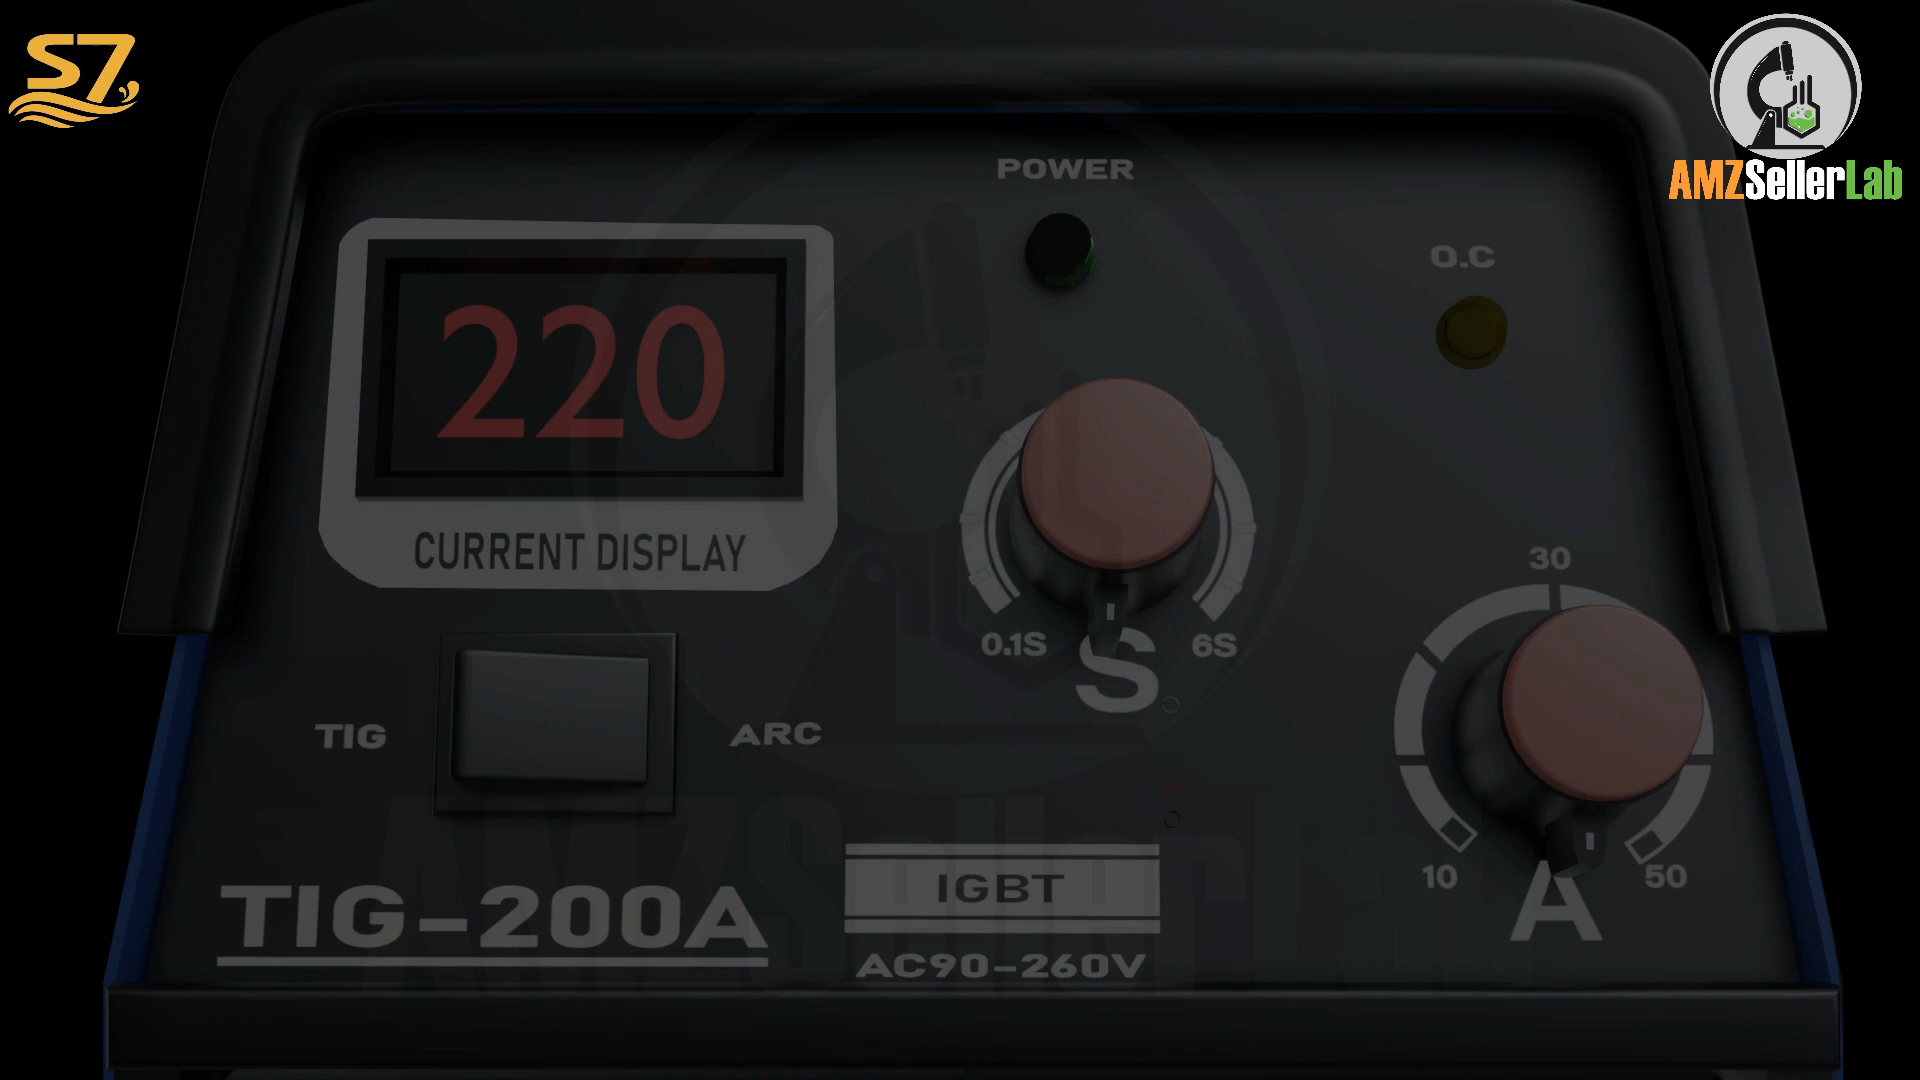 S7
AMZSellerLab
POWER
O.C
220
CURRENT DISPLAY
0.1S
6S
S
30
TIG
ARC
10
50
A
TIG-200A
IGBT
AC90-260V
AMZSellerLab